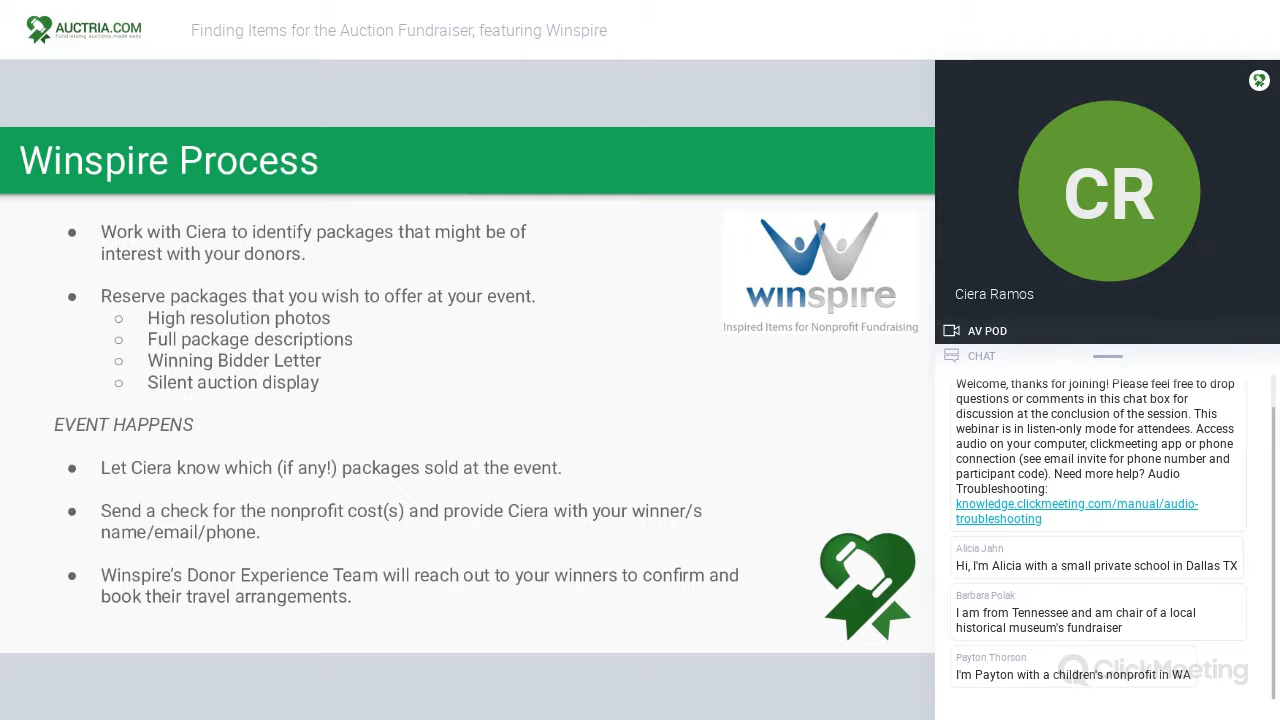 AUCTRIA.COM
fundraising auctions made easy
Finding Items for the Auction Fundraiser, featuring Winspire
Winspire Process
● Work with Ciera to identify packages that might be of
interest with your donors.
● Reserve packages that you wish to offer at your event.
○ High resolution photos
○ Full package descriptions
○ Winning Bidder Letter
○ Silent auction display
EVENT HAPPENS
● Let Ciera know which (if any!) packages sold at the event.
● Send a check for the nonprofit cost(s) and provide Ciera with your winner/s
name/email/phone.
● Winspire's Donor Experience Team will reach out to your winners to confirm and
book their travel arrangements.
winspire
Inspired Items for Nonprofit Fundraising
CR
Ciera Ramos
AV POD
CHAT
Welcome, thanks for joining! Please feel free to drop
questions or comments in this chat box for
discussion at the conclusion of the session. This
webinar is in listen-only mode for attendees. Access
audio on your computer, clickmeeting app or phone
connection (see email invite for phone number and
participant code). Need more help? Audio
Troubleshooting:
knowledge.clickmeeting.com/manual/audio-
troubleshooting
Alicia Jahn
Hi, I'm Alicia with a small private school in Dallas TX
Barbara Polak
I am from Tennessee and am chair of a local
historical museum's fundraiser
Payton Thorson
I'm Payton with a children's nonprofit in WA
ClickMeeting